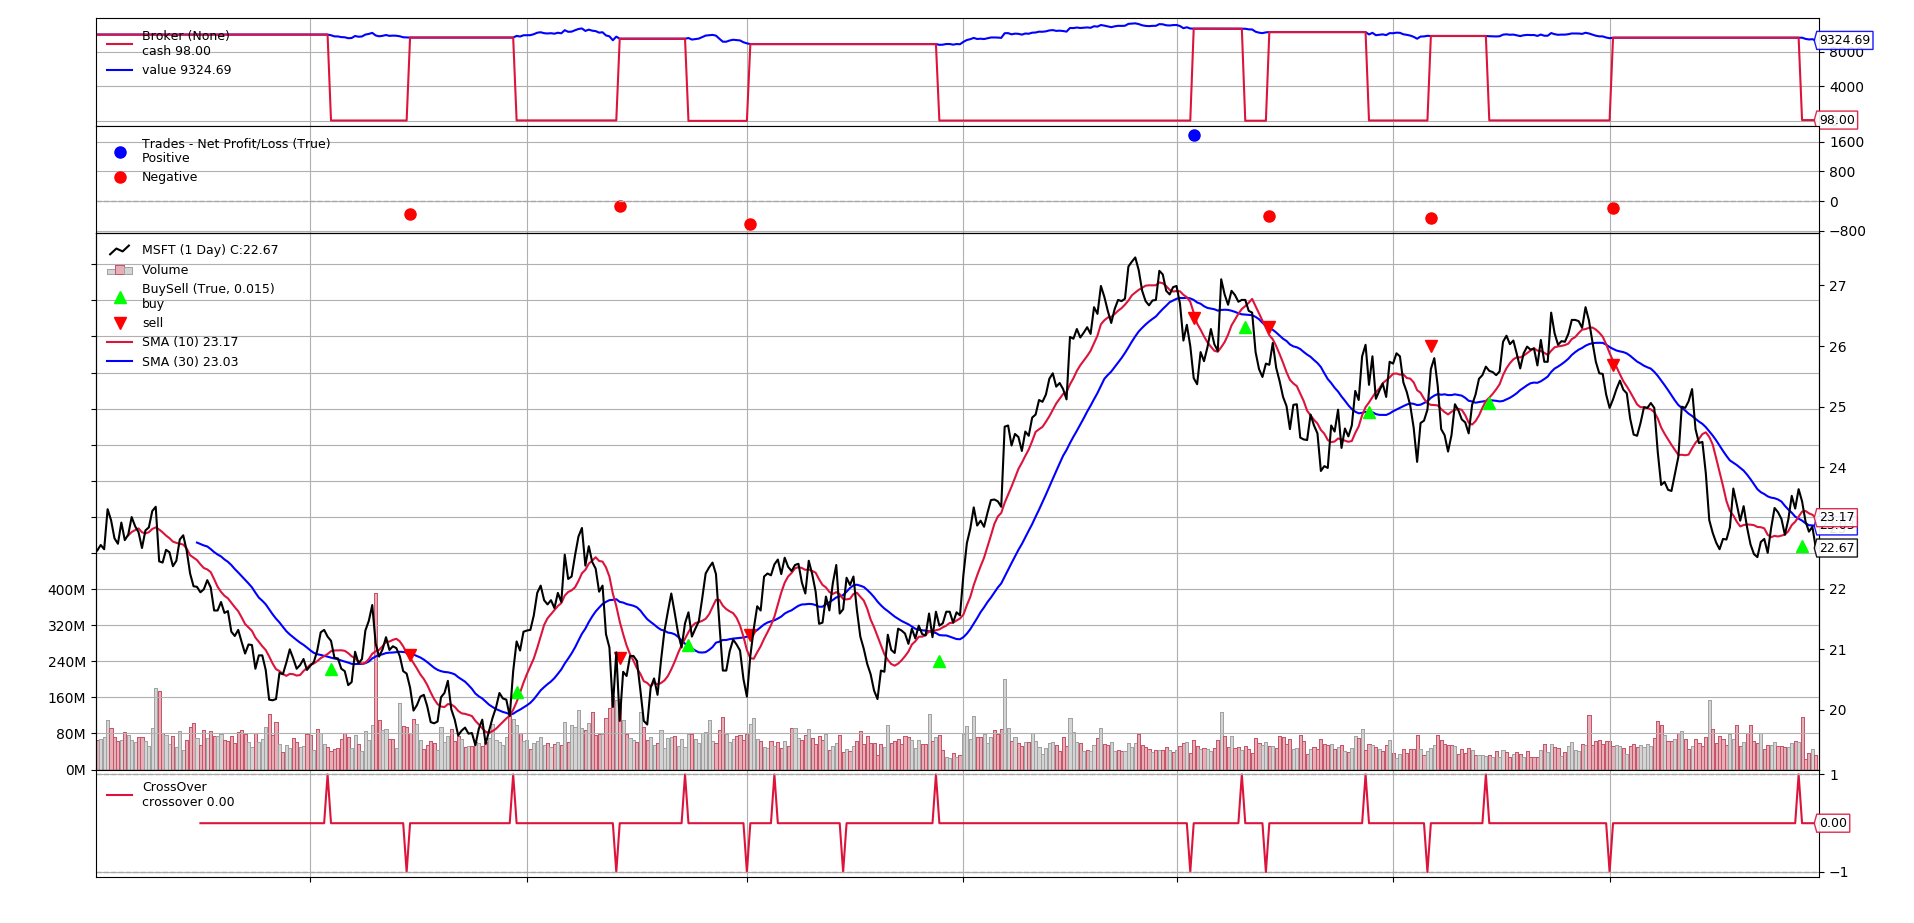 Broker (None)
cash 98.00
value 9324.69
9324.69
8000
4000
98.00
Trades - Net Profit/Loss (True)
Positive
Negative
1600
800
0
−800
MSFT (1 Day) C:22.67
Volume
BuySell (True, 0.015)
buy
sell
SMA (10) 23.17
SMA (30) 23.03
27
26
25
24
23.17
22.67
22
21
20
400M
320M
240M
160M
80M
0M
CrossOver
crossover 0.00
1
0.00
−1